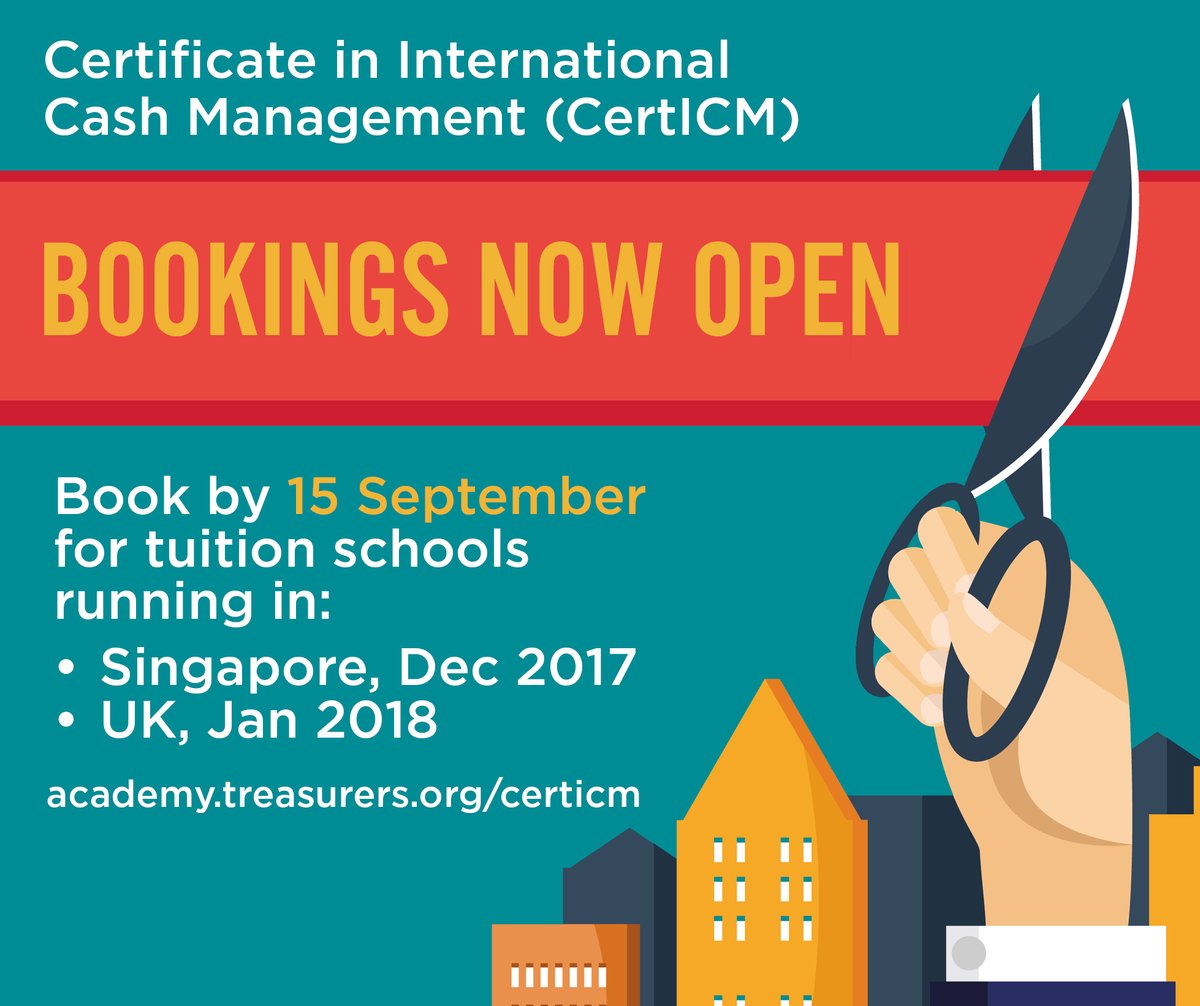 Certificate in International
Cash Management (CertICM)
BOOKINGS NOW OPEN
Book by 15 September
for tuition schools
running in:
• Singapore, Dec 2017
• UK, Jan 2018
academy.treasurers.org/certicm